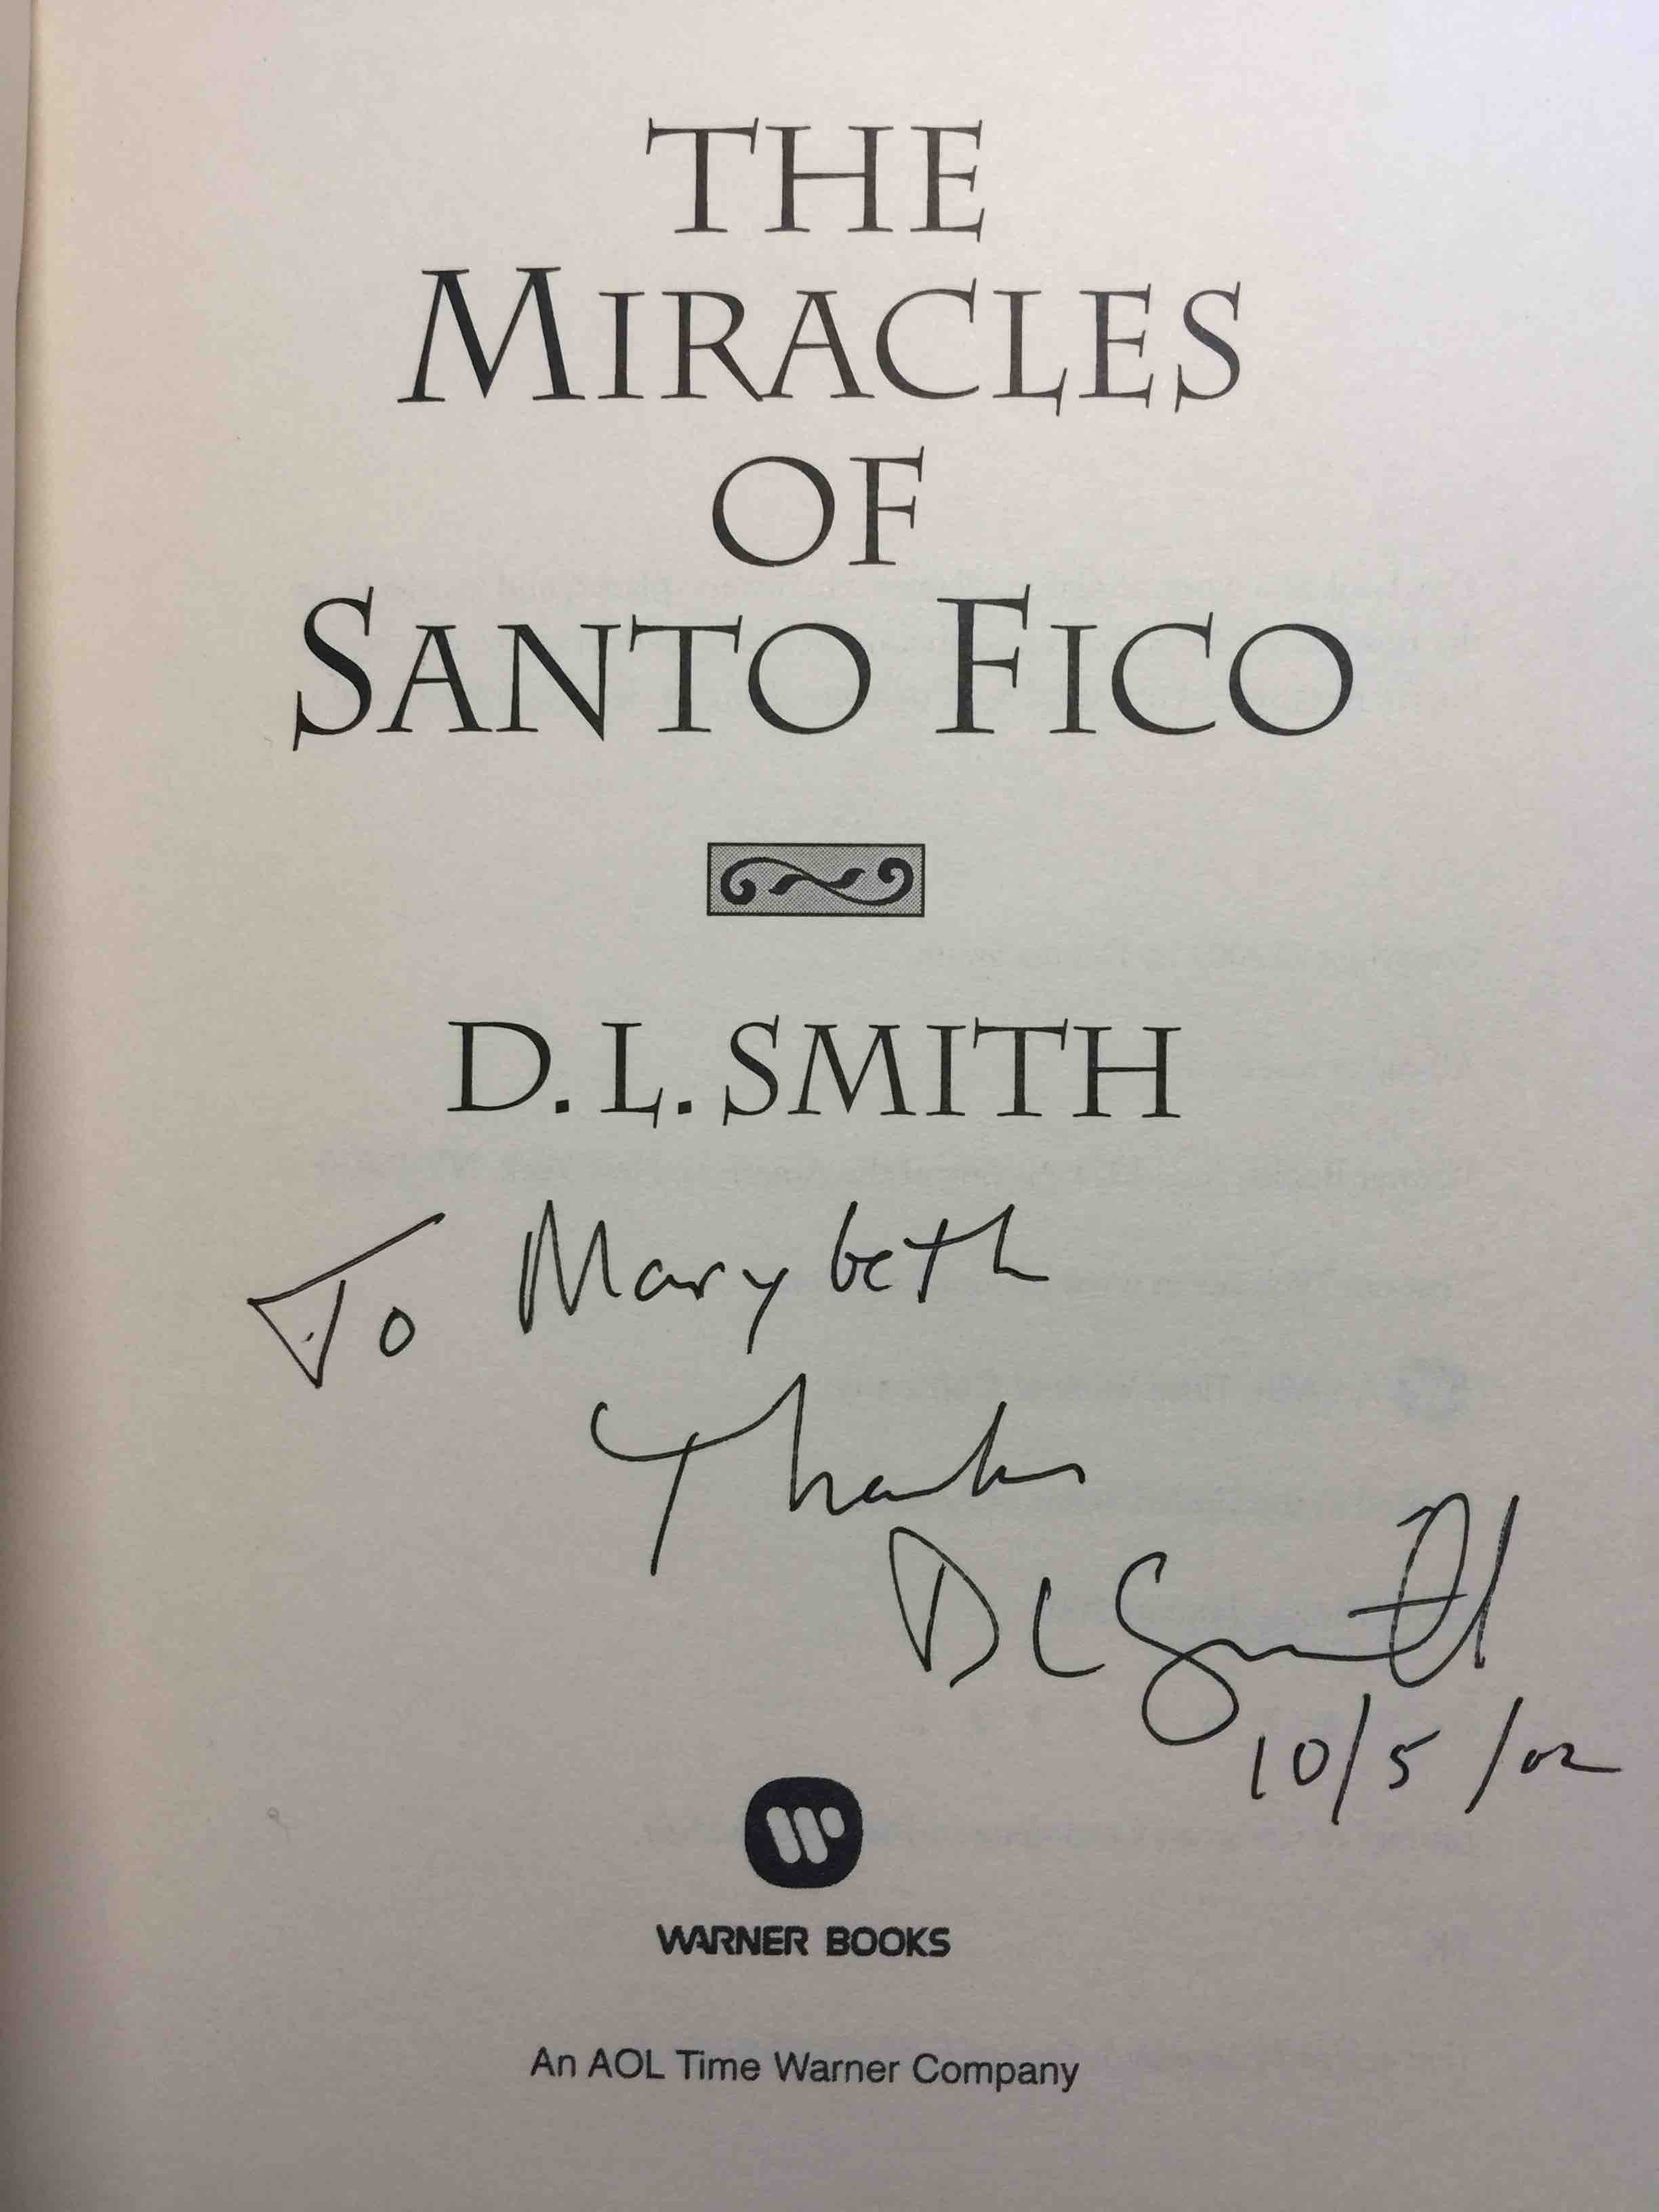 THE
MIRACLES
OF
SANTO FICO
D. L. SMITH
To Marybeth
Thanks
DL Smith
10/5/02
WARNER BOOKS
An AOL Time Warner Company